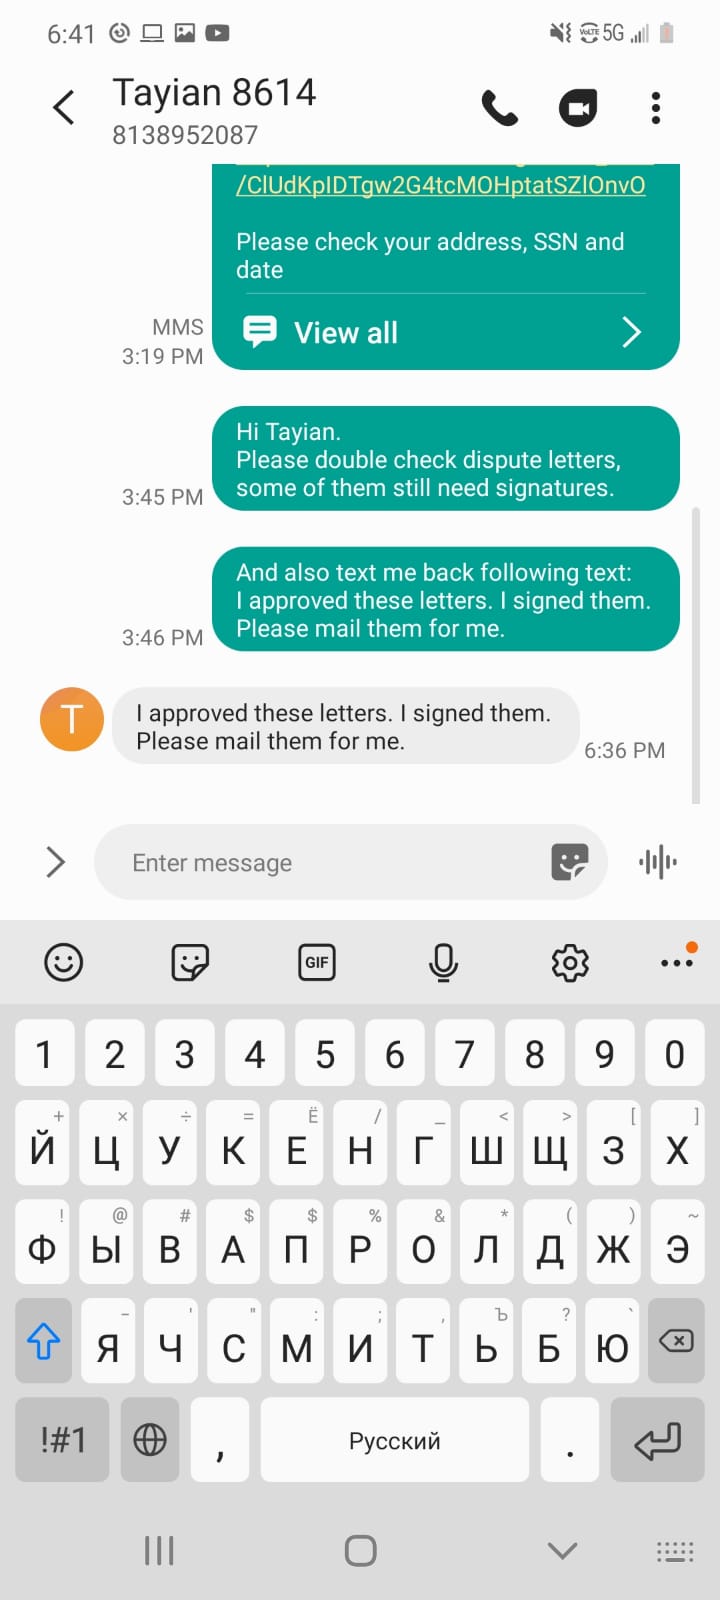 6:41
VoLTE 5G
Tayian 8614
8138952087
/ClUdKpIDTgw2G4tcMOHptatSZlOnvO
Please check your address, SSN and
date
MMS
3:19 PM
View all
Hi Tayian.
Please double check dispute letters,
some of them still need signatures.
3:45 PM
And also text me back following text:
I approved these letters. I signed them.
Please mail them for me.
3:46 PM
T
I approved these letters. I signed them.
Please mail them for me.
6:36 PM
Enter message
GIF
1 2 3 4 5 6 7 8 9 0
+ × ÷ = Ё / _ < > [ ]
Й Ц У К Е Н Г Ш Щ З Х
! @ # $ $ % & * ( ) ~
Ф Ы В А П Р О Л Д Ж Э
- ' " : ; , Ъ ? `
Я Ч С М И Т Ь Б Ю
!#1 , Русский .